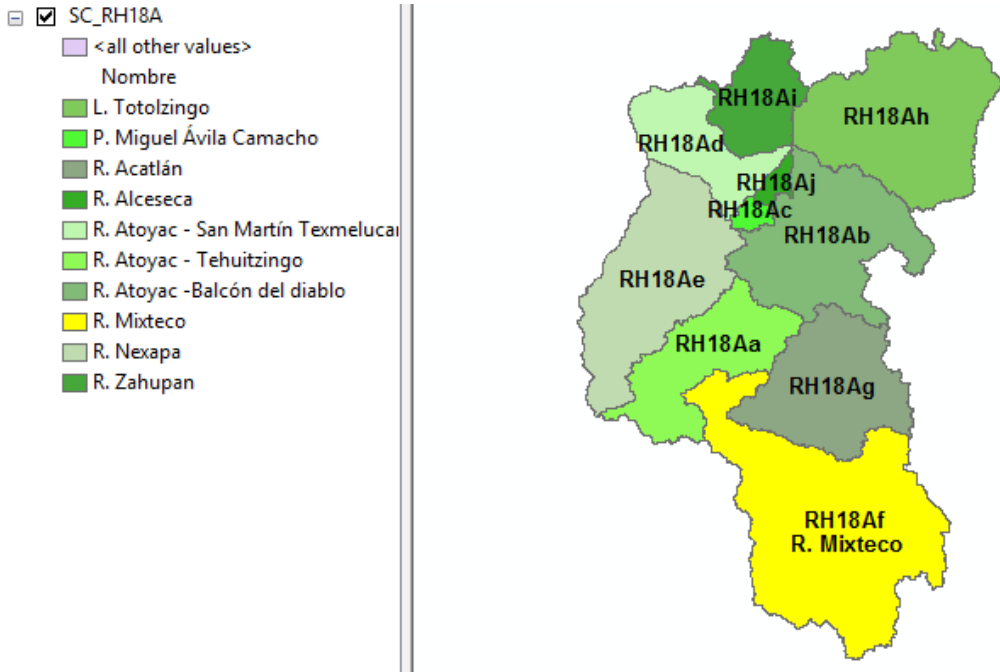 SC_RH18A
<all other values>
Nombre
L. Totolzingo
P. Miguel Ávila Camacho
R. Acatlán
R. Alceseca
R. Atoyac - San Martín Texmelucan
R. Atoyac - Tehuitzingo
R. Atoyac -Balcón del diablo
R. Mixteco
R. Nexapa
R. Zahupan
RH18Ai
RH18Ah
RH18Ad
RH18Aj
RH18Ac
RH18Ab
RH18Ae
RH18Aa
RH18Ag
RH18Af
R. Mixteco